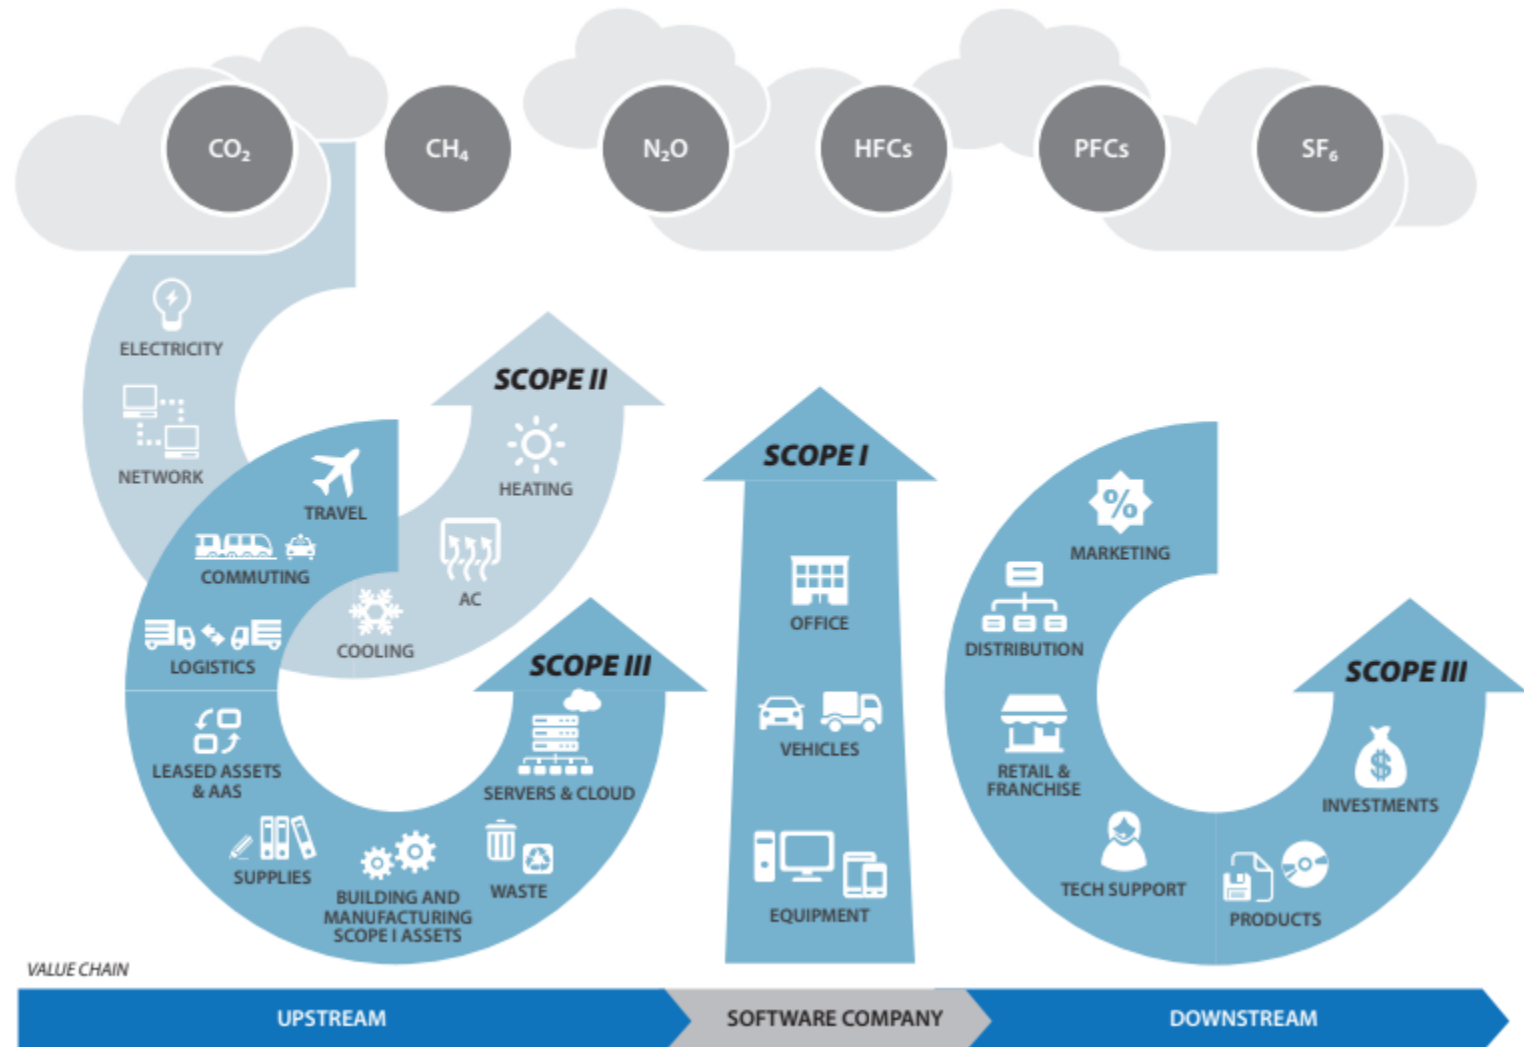 CO₂
CH₄
N₂O
HFCs
PFCs
SF₆
ELECTRICITY
NETWORK
SCOPE II
HEATING
AC
COOLING
TRAVEL
COMMUTING
LOGISTICS
LEASED ASSETS
& AAS
SUPPLIES
BUILDING AND
MANUFACTURING
SCOPE I ASSETS
WASTE
SERVERS & CLOUD
SCOPE III
SCOPE I
OFFICE
VEHICLES
EQUIPMENT
%
MARKETING
DISTRIBUTION
RETAIL &
FRANCHISE
TECH SUPPORT
PRODUCTS
$
INVESTMENTS
SCOPE III
VALUE CHAIN
UPSTREAM
SOFTWARE COMPANY
DOWNSTREAM